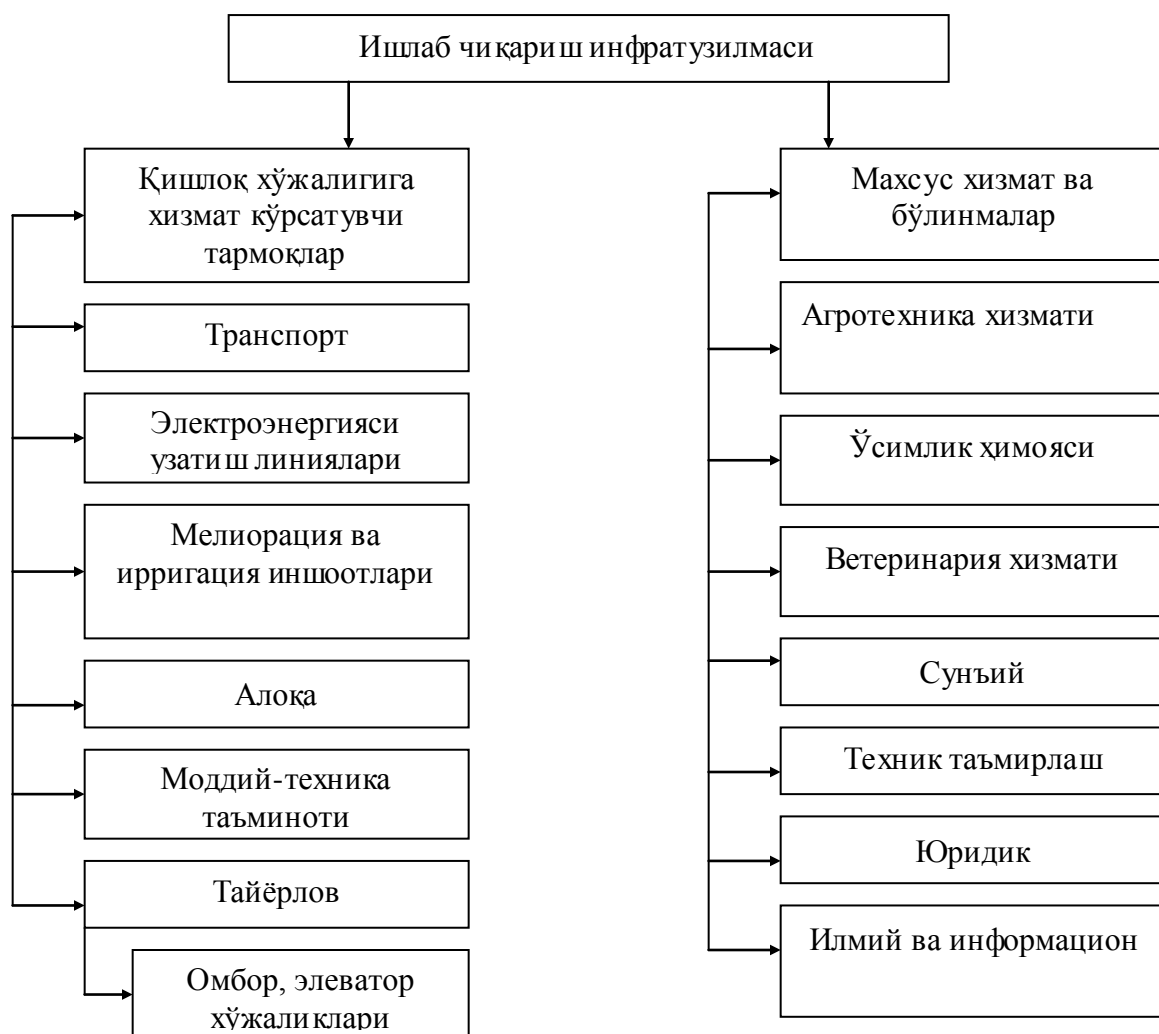 Ишлаб чиқариш инфратузилмаси
Қишлоқ хўжалигига
хизмат кўрсатувчи
тармоқлар
Транспорт
Электроэнергияси
узатиш линиялари
Мелиорация ва
ирригация иншоотлари
Алоқа
Моддий-техника
таъминоти
Тайёрлов
Омбор, элеватор
хўжаликлари
Махсус хизмат ва
бўлинмалар
Агротехника хизмати
Ўсимлик ҳимояси
Ветеринария хизмати
Сунъий
Техник таъмирлаш
Юридик
Илмий ва информацион